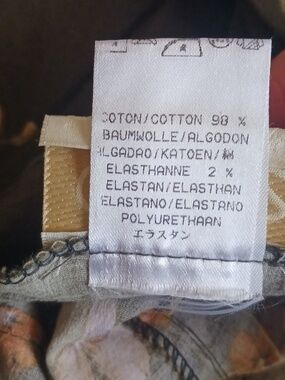 COTON/COTTON 98 %
BAUMWOLLE/ALGODON
ALGADAO/KATOEN/綿
ELASTHANNE 2 %
ELASTAN/ELASTHAN
ELASTANO/ELASTANO
POLYURETHAAN
エラスタン